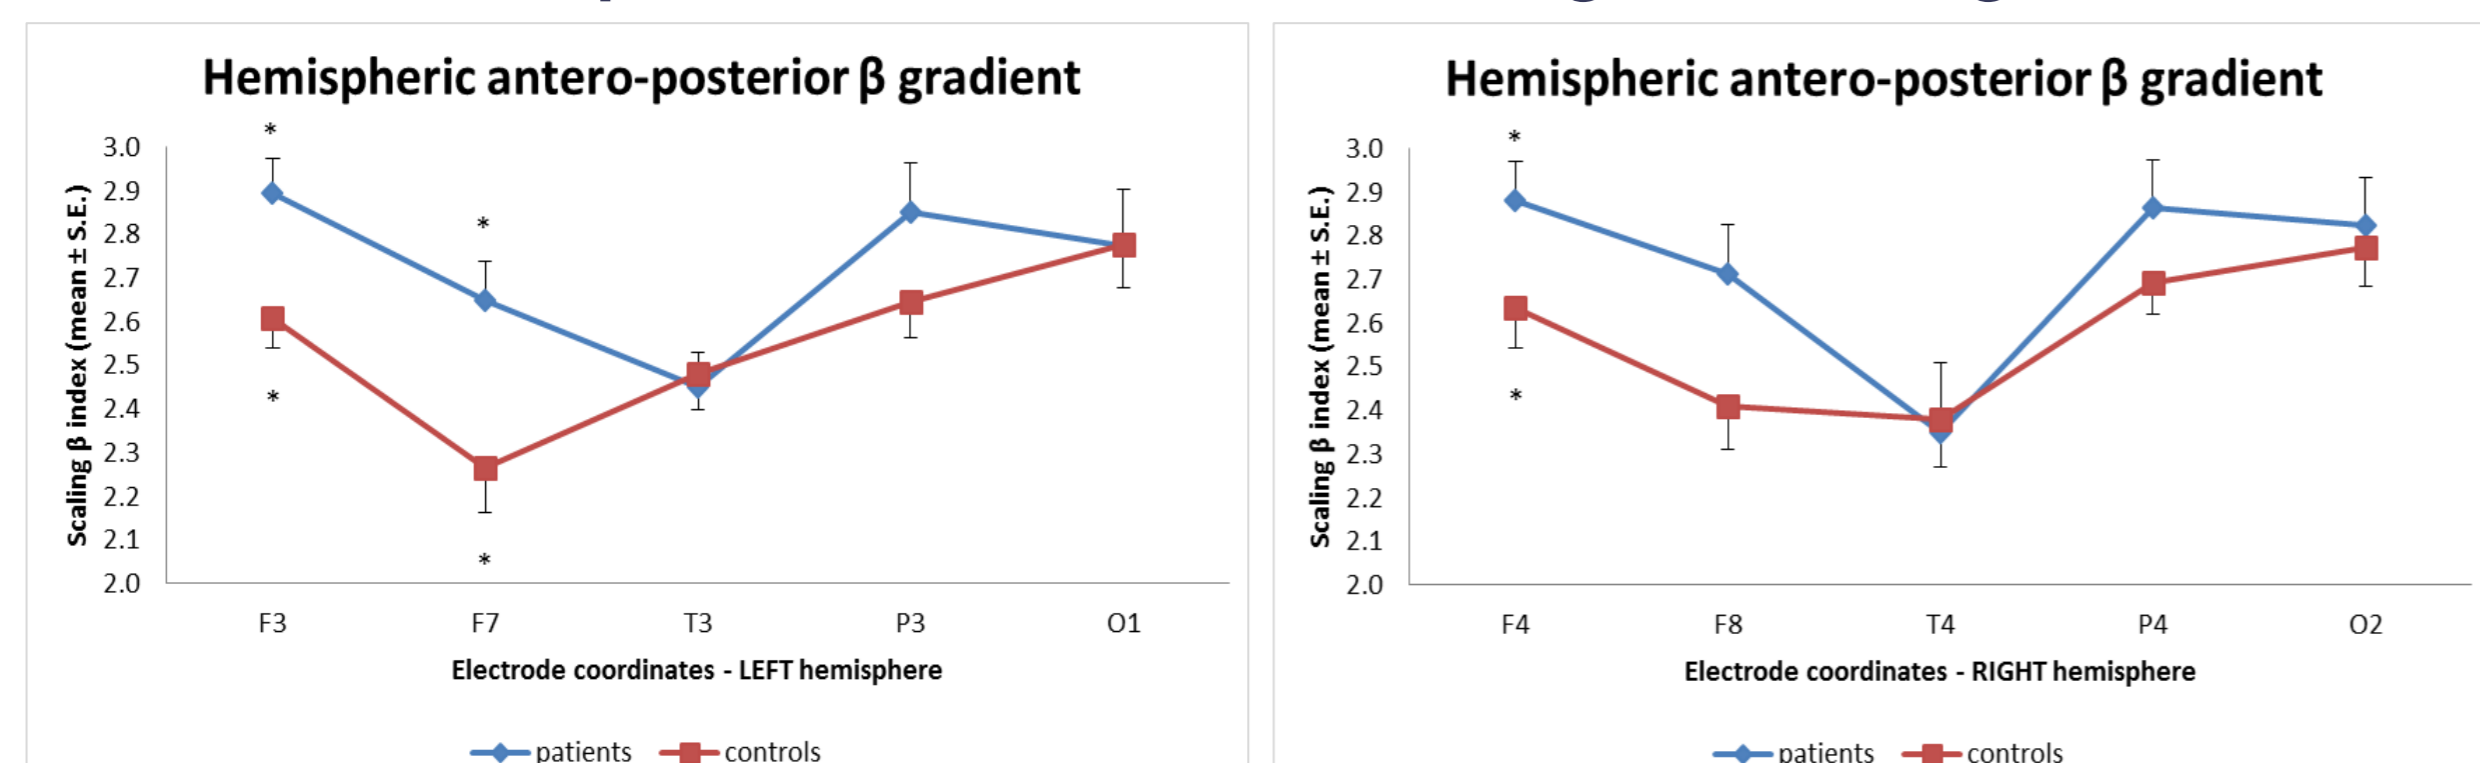 Hemispheric antero-posterior β gradient
*
*
*
*
Scaling β index (mean ± S.E.)
3.0
2.9
2.8
2.7
2.6
2.5
2.4
2.3
2.2
2.1
2.0
F3 F7 T3 P3 O1
Electrode coordinates - LEFT hemisphere
patients controls
Hemispheric antero-posterior β gradient
*
*
Scaling β index (mean ± S.E.)
3.0
2.9
2.8
2.7
2.6
2.5
2.4
2.3
2.2
2.1
2.0
F4 F8 T4 P4 O2
Electrode coordinates - RIGHT hemisphere
patients controls